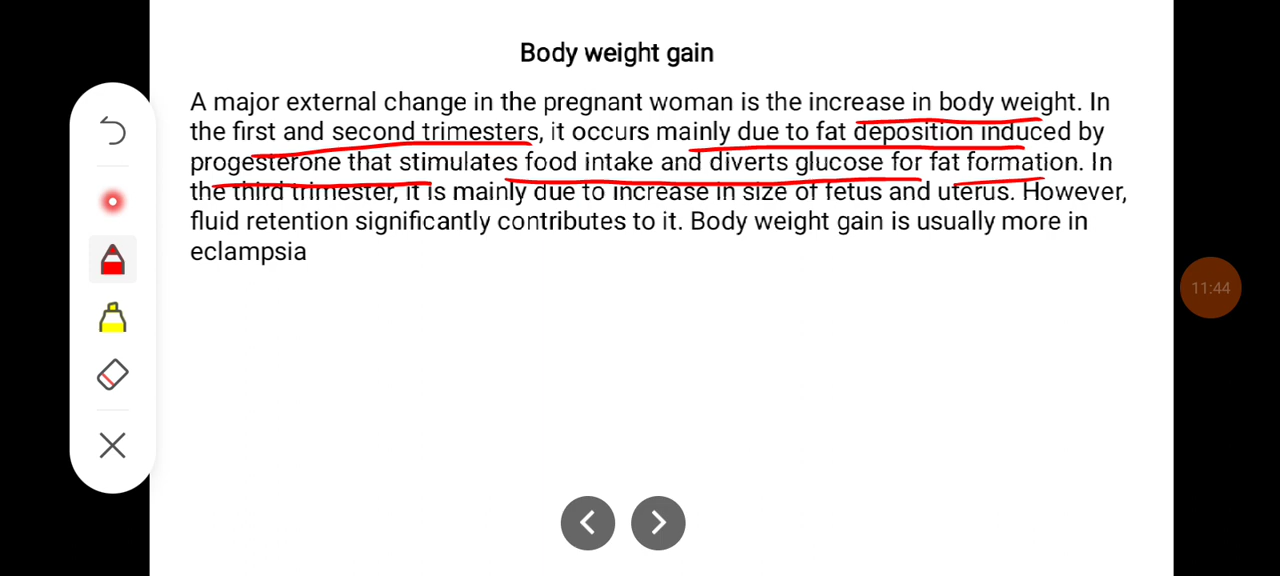 Body weight gain
A major external change in the pregnant woman is the increase in body weight. In
the first and second trimesters, it occurs mainly due to fat deposition induced by
progesterone that stimulates food intake and diverts glucose for fat formation. In
the third trimester, it is mainly due to increase in size of fetus and uterus. However,
fluid retention significantly contributes to it. Body weight gain is usually more in
eclampsia
11:44